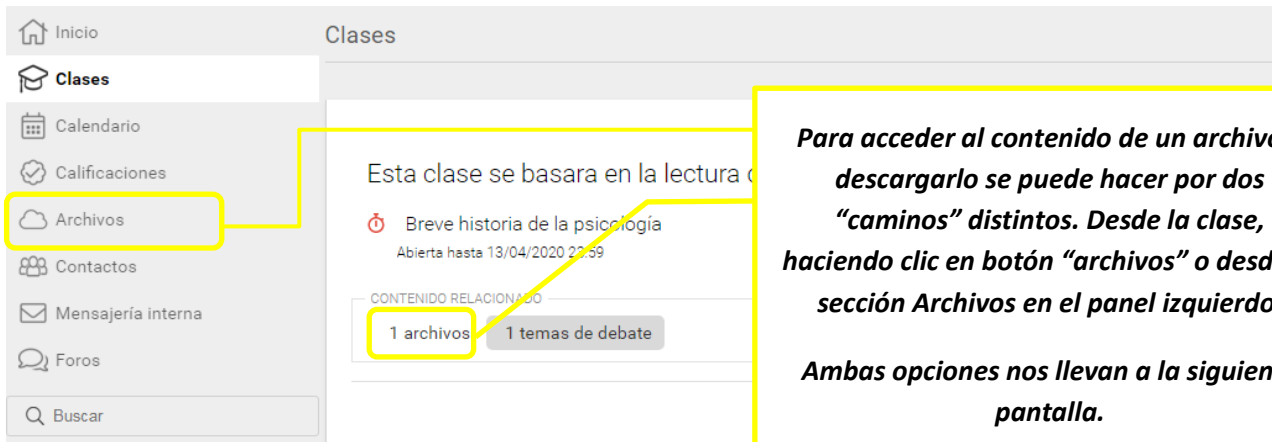 Inicio
Clases
Calendario
Calificaciones
Archivos
Contactos
Mensajería interna
Foros
Buscar
Clases
Esta clase se basara en la lectura
Breve historia de la psicología
Abierta hasta 13/04/2020 23:59
CONTENIDO RELACIONADO
1 archivos
1 temas de debate
Para acceder al contenido de un
descargarlo se puede hacer por dos
“caminos” distintos. Desde la clase,
haciendo clic en botón “archivos” o
sección Archivos en el panel izquierdo
Ambas opciones nos llevan a la
pantalla.